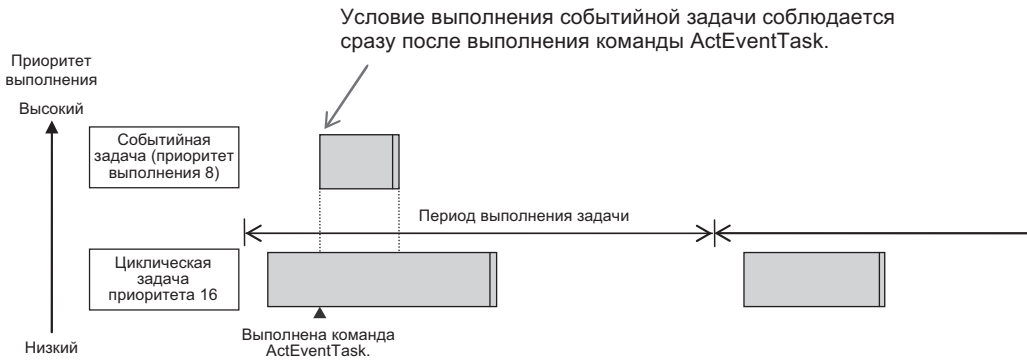 Условие выполнения событийной задачи соблюдается
сразу после выполнения команды ActEventTask.
Приоритет
выполнения
Высокий
Событийная
задача (приоритет
выполнения 8)
Период выполнения задачи
Циклическая
задача
приоритета 16
Выполнена команда
ActEventTask.
Низкий